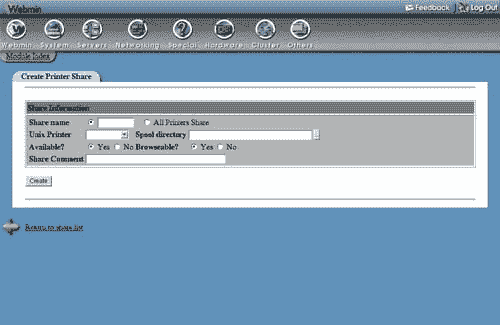 Webmin
Feedback
Log Out
Webmin System Servers Networking Special Hardware Cluster Others
Module Index
Create Printer Share
Share Information
Share name All Printers Share
Unix Printer Spool directory
Available? Yes No Browseable? Yes No
Share Comment
Create
Return to share list